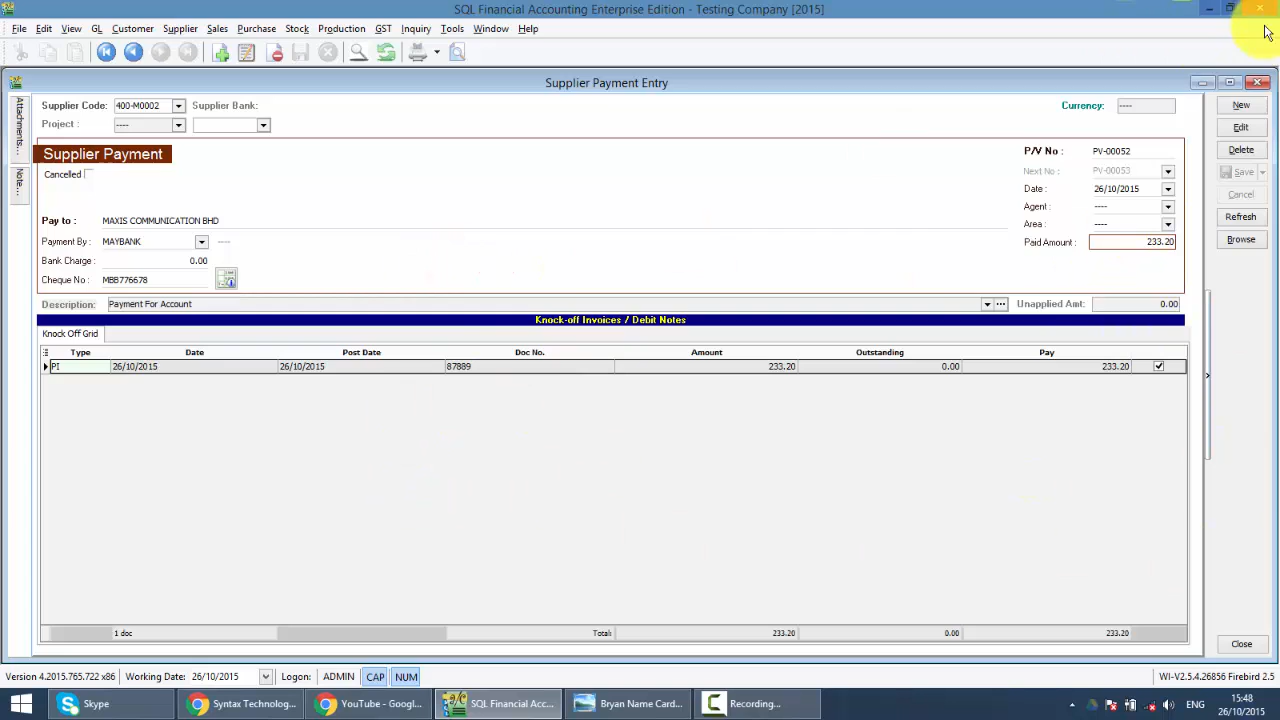 SQL Financial Accounting Enterprise Edition - Testing Company [2015]
File Edit View GL Customer Supplier Sales Purchase Stock Production GST Inquiry Tools Window Help
Supplier Payment Entry
Attachments...
Note...
Supplier Code: 400-M0002 Supplier Bank: Currency: ----
Project : ----
Supplier Payment
Cancelled
P/V No : PV-00052
Next No : PV-00053
Date : 26/10/2015
Agent : ----
Area : ----
Paid Amount : 233.20
Pay to : MAXIS COMMUNICATION BHD
Payment By : MAYBANK ----
Bank Charge : 0.00
Cheque No : MBB776678
Description: Payment For Account Unapplied Amt: 0.00
Knock-off Invoices / Debit Notes
Knock Off Grid
Type Date Post Date Doc No. Amount Outstanding Pay
PI 26/10/2015 26/10/2015 87889 233.20 0.00 233.20
1 doc Total: 233.20 0.00 233.20
New
Edit
Delete
Save
Cancel
Refresh
Browse
Close
Version 4.2015.765.722 x86 Working Date: 26/10/2015 Logon: ADMIN CAP NUM WI-V2.5.4.26856 Firebird 2.5
Skype Syntax Technolog... YouTube - Googl... SQL Financial Acc... Bryan Name Card... Recording... ENG 15:48
26/10/2015